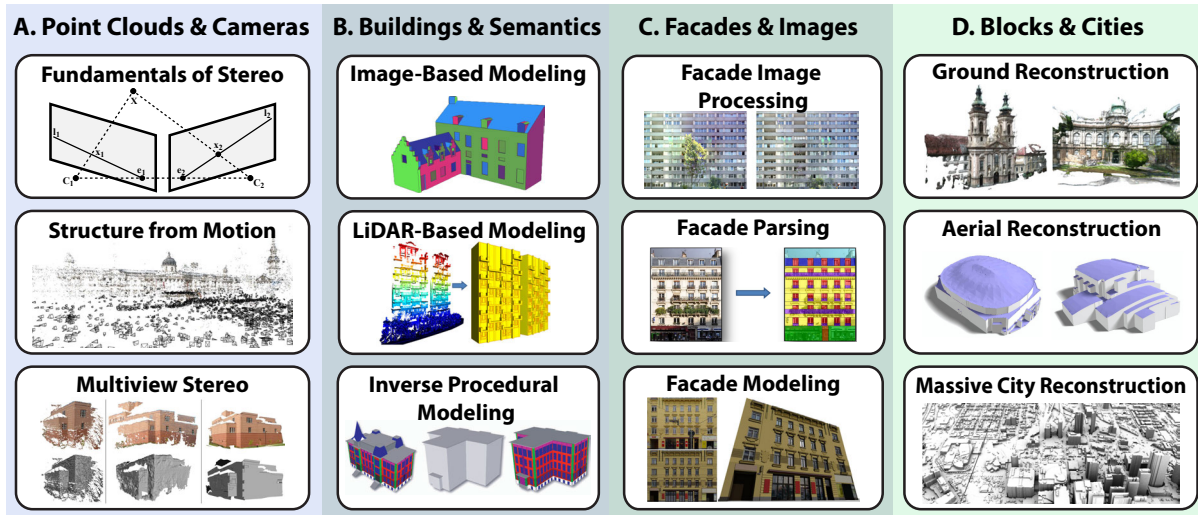 A. Point Clouds & Cameras
Fundamentals of Stereo
X
l₁
l₂
x₁
x₂
C₁
e₁
e₂
C₂
Structure from Motion
Multiview Stereo
B. Buildings & Semantics
Image-Based Modeling
LiDAR-Based Modeling
Inverse Procedural
Modeling
C. Facades & Images
Facade Image
Processing
Facade Parsing
Facade Modeling
D. Blocks & Cities
Ground Reconstruction
Aerial Reconstruction
Massive City Reconstruction